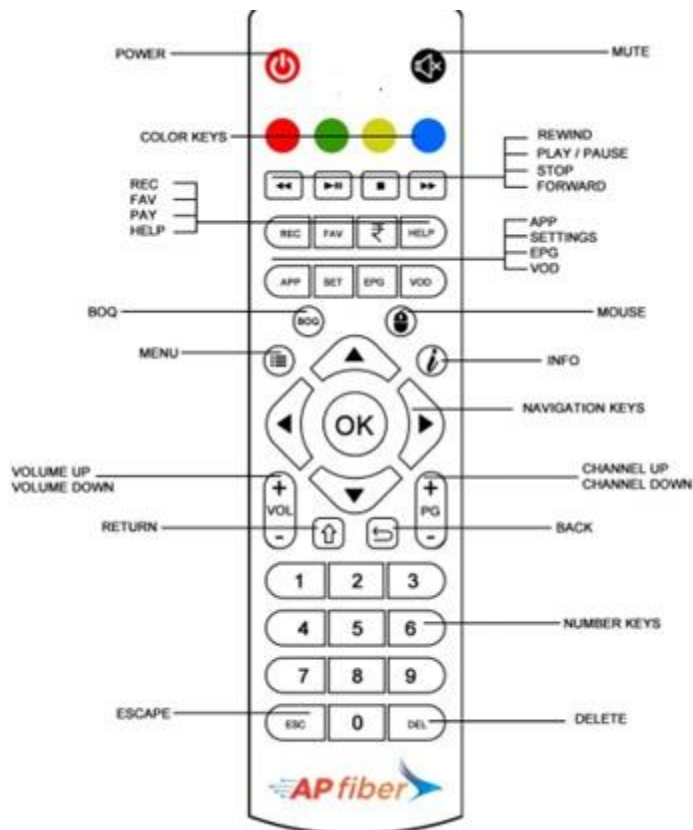 POWER
MUTE
COLOR KEYS
REWIND
PLAY / PAUSE
STOP
FORWARD
REC
FAV
PAY
HELP
REC FAV ₹ HELP
APP
SETTINGS
EPG
VOD
APP SET EPG VOD
BOQ
BOQ
MOUSE
MENU
i
INFO
OK
NAVIGATION KEYS
VOLUME UP
VOLUME DOWN
+
VOL
-
+
PG
-
CHANNEL UP
CHANNEL DOWN
RETURN
BACK
1 2 3
4 5 6
NUMBER KEYS
7 8 9
ESCAPE
ESC 0 DEL
DELETE
AP fiber